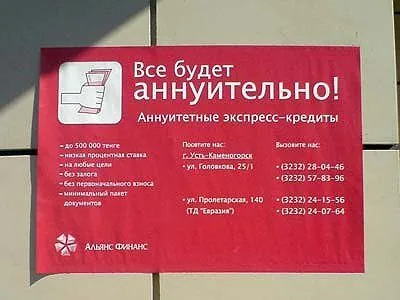 Все будет
аннуительно!
Аннуитетные экспресс-кредиты
– до 500 000 тенге
– низкая процентная ставка
– на любые цели
– без залога
– без первоначального взноса
– минимальный пакет
документов
Посетите нас:
г. Усть-Каменогорск
• ул. Головкова, 25/1
• ул. Пролетарская, 140
(ТД "Евразия")
Вызовите нас:
• (3232) 28-04-46
• (3232) 57-83-96
• (3232) 24-15-56
• (3232) 24-07-64
Альянс Финанс